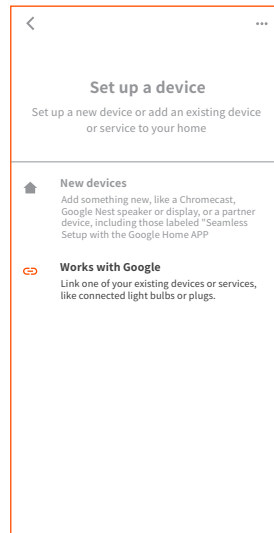 Set up a device
Set up a new device or add an existing device
or service to your home
New devices
Add something new, like a Chromecast,
Google Nest speaker or display, or a partner
device, including those labeled "Seamless
Setup with the Google Home APP
Works with Google
Link one of your existing devices or services,
like connected light bulbs or plugs.